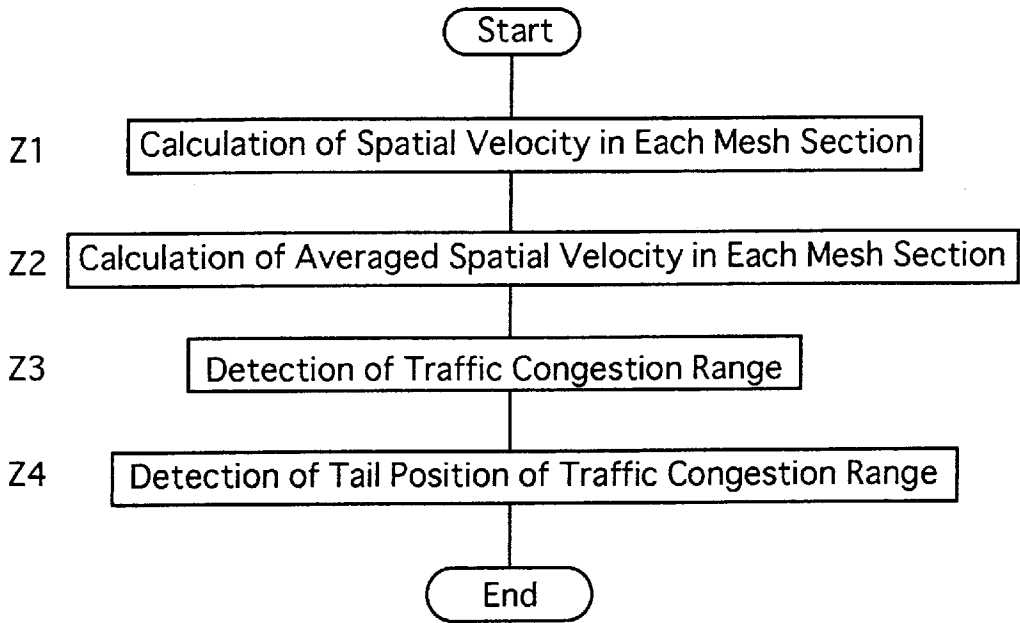 Start
Z1 Calculation of Spatial Velocity in Each Mesh Section
Z2 Calculation of Averaged Spatial Velocity in Each Mesh Section
Z3 Detection of Traffic Congestion Range
Z4 Detection of Tail Position of Traffic Congestion Range
End